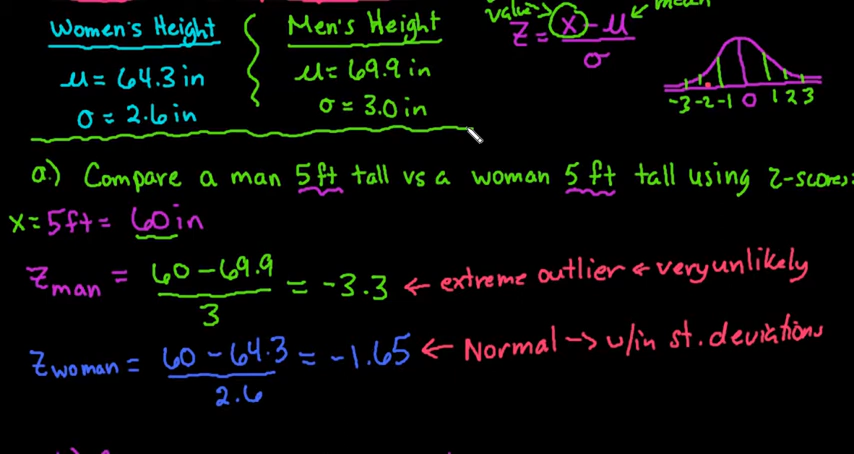 value → x mean
Women's Height
Men's Height
z = x - μ / σ
μ = 64.3 in
μ = 69.9 in
σ = 2.6 in
σ = 3.0 in
-3 -2 -1 0 1 2 3
a.) Compare a man 5ft tall vs a woman 5 ft tall using z-scores:
x = 5ft = 60 in
z man = 60 - 69.9 / 3 = -3.3 ← extreme outlier ← very unlikely
z woman = 60 - 64.3 / 2.6 = -1.65 ← Normal → w/in st. deviations